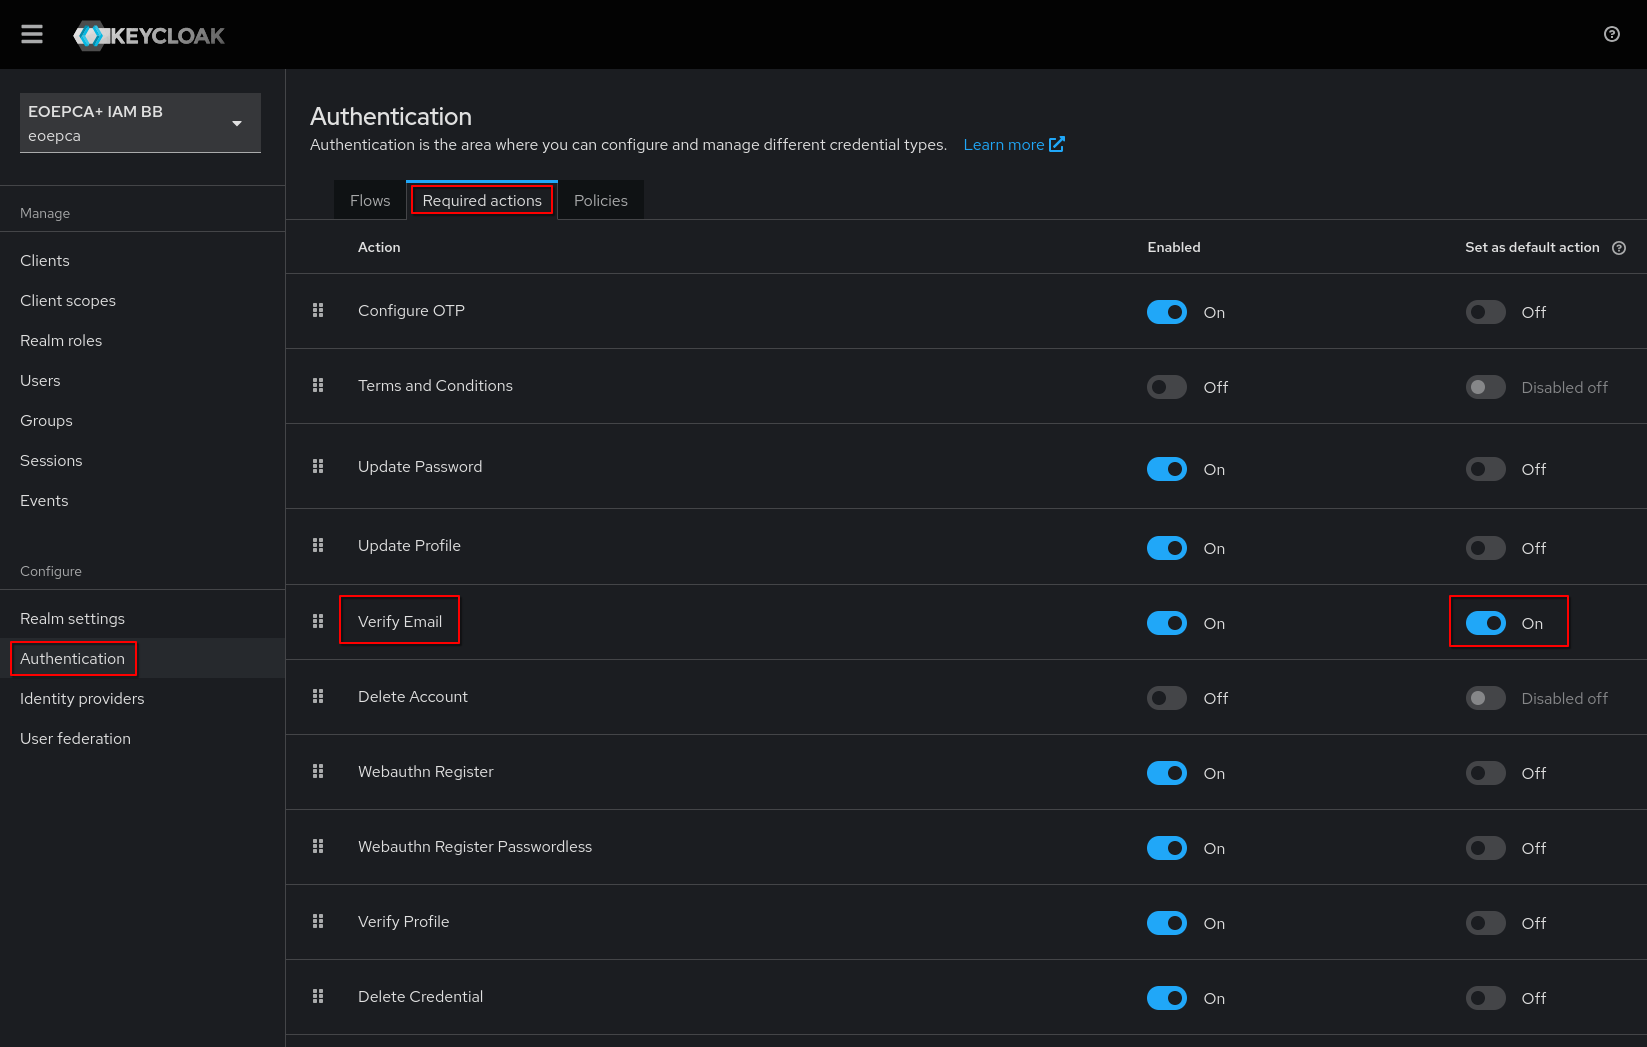 KEYCLOAK
EOEPCA+ IAM BB
eoepca
Manage
Clients
Client scopes
Realm roles
Users
Groups
Sessions
Events
Configure
Realm settings
Authentication
Identity providers
User federation
Authentication
Authentication is the area where you can configure and manage different credential types. Learn more
Flows Required actions Policies
Action Enabled Set as default action
Configure OTP On Off
Terms and Conditions Off Disabled off
Update Password On Off
Update Profile On Off
Verify Email On On
Delete Account Off Disabled off
Webauthn Register On Off
Webauthn Register Passwordless On Off
Verify Profile On Off
Delete Credential On Off